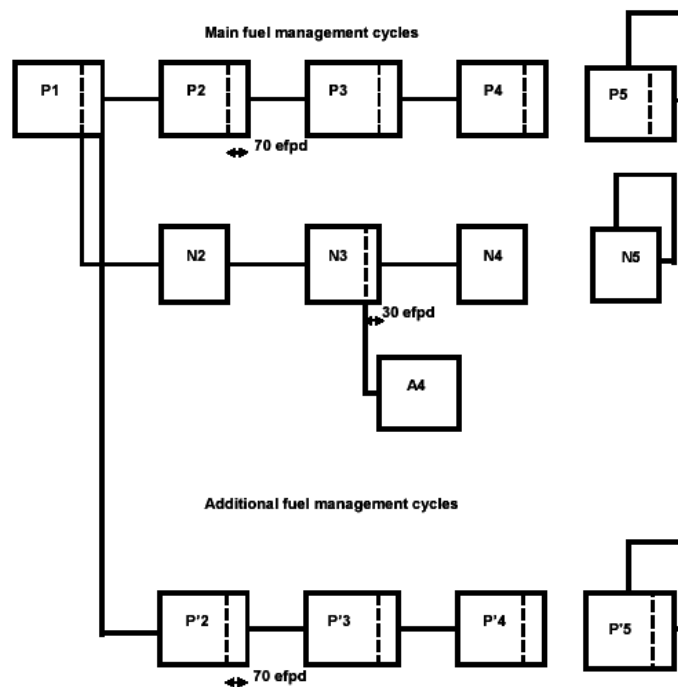 Main fuel management cycles
P1
P2
P3
P4
P5
70 efpd
N2
N3
N4
N5
30 efpd
A4
Additional fuel management cycles
P'2
P'3
P'4
P'5
70 efpd